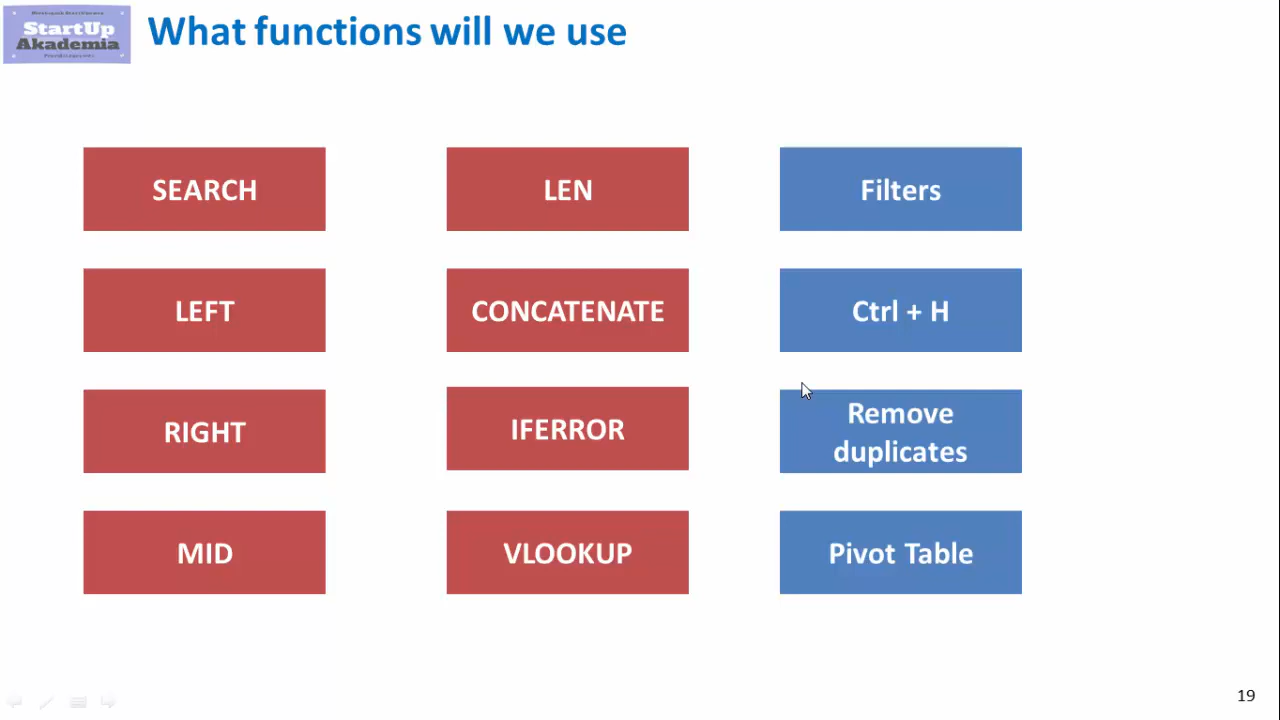 StartUp
Akademia
What functions will we use
SEARCH
LEN
Filters
LEFT
CONCATENATE
Ctrl + H
RIGHT
IFERROR
Remove
duplicates
MID
VLOOKUP
Pivot Table
19